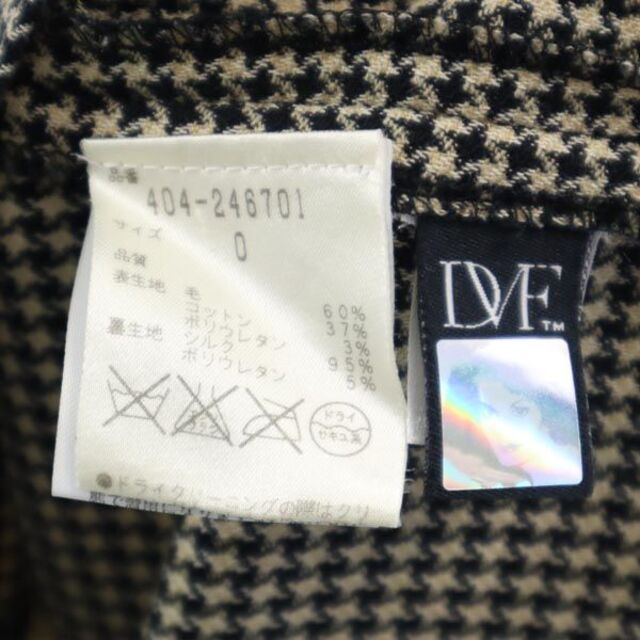 品番
404-246701
サイズ
0
品質
表生地 毛 60%
コットン 37%
ポリウレタン 3%
裏生地 シルク 95%
ポリウレタン 5%
ドライ
セキユ系
●ドライクリーニングの際はクリ
DVF™